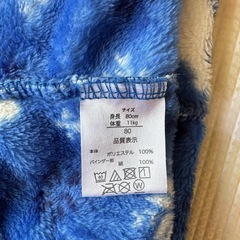 サイズ
身長 80cm
体重 11kg
80
品質表示
本体 ポリエステル 100%
バインダー部 綿 100%